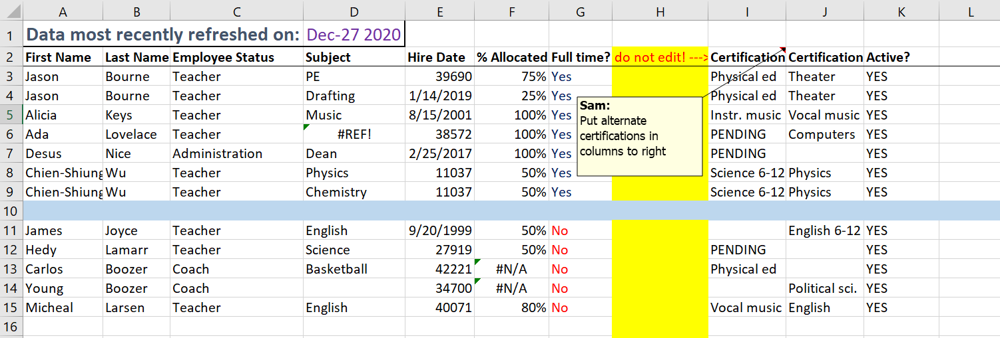 A B C D E F G H I J K L
1 Data most recently refreshed on: Dec-27 2020
2 First Name Last Name Employee Status Subject Hire Date % Allocated Full time? do not edit! ---> Certification Certification Active?
3 Jason Bourne Teacher PE 39690 75% Yes Physical ed Theater YES
4 Jason Bourne Teacher Drafting 1/14/2019 25% Yes Physical ed Theater YES
5 Alicia Keys Teacher Music 8/15/2001 100% Yes Instr. music Vocal music YES
6 Ada Lovelace Teacher #REF! 38572 100% Yes PENDING Computers YES
7 Desus Nice Administration Dean 2/25/2017 100% Yes PENDING YES
8 Chien-Shiung Wu Teacher Physics 11037 50% Yes Science 6-12 Physics YES
9 Chien-Shiung Wu Teacher Chemistry 11037 50% Yes Science 6-12 Physics YES
Sam:
Put alternate
certifications in
columns to right
10
11 James Joyce Teacher English 9/20/1999 50% No English 6-12 YES
12 Hedy Lamarr Teacher Science 27919 50% No PENDING YES
13 Carlos Boozer Coach Basketball 42221 #N/A No Physical ed YES
14 Young Boozer Coach 34700 #N/A No Political sci. YES
15 Micheal Larsen Teacher English 40071 80% No Vocal music English YES
16